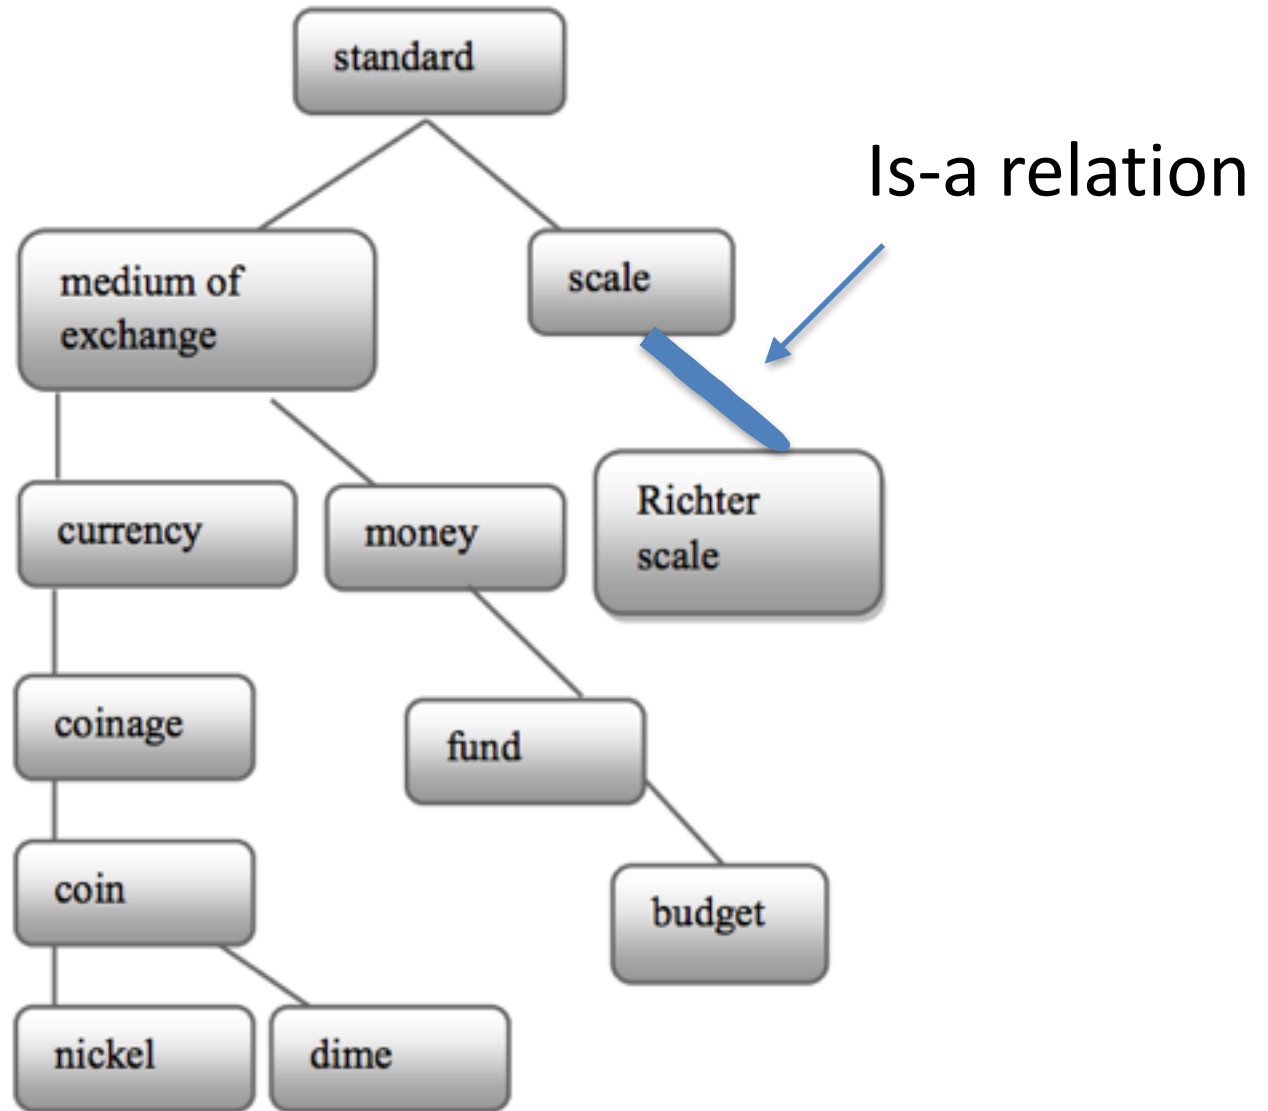 standard
Is-a relation
medium of
exchange
scale
currency
money
Richter
scale
coinage
fund
coin
budget
nickel
dime